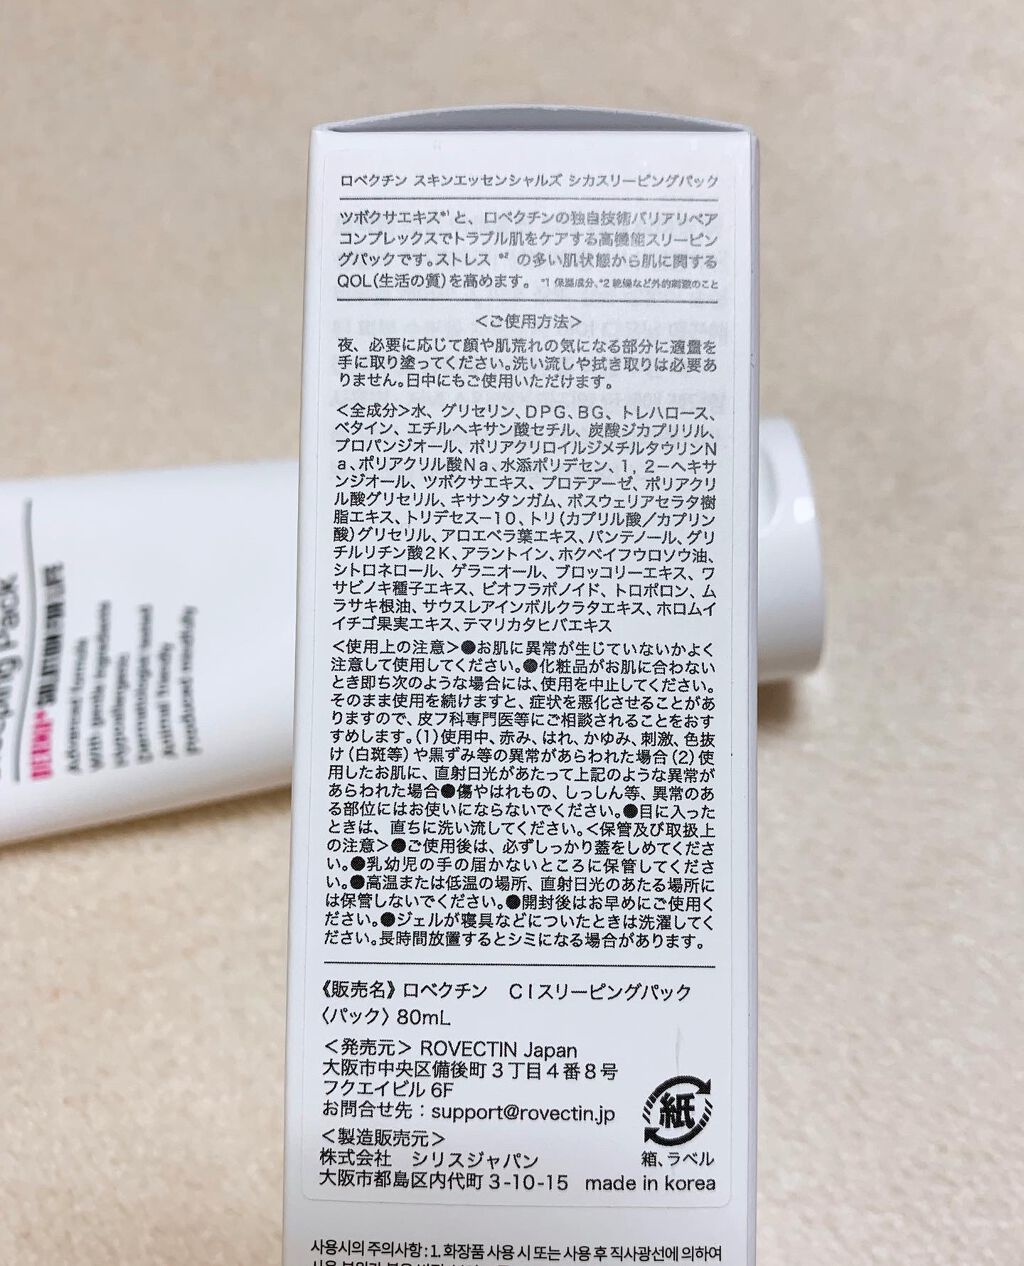 ロベクチン スキンエッセンシャルズ シカスリーピングパック
ツボクサエキス*¹ と、ロベクチンの独自技術バリアリペア
コンプレックスでトラブル肌をケアする高機能スリーピン
グパックです。ストレス *² の多い肌状態から肌に関する
QOL(生活の質)を高めます。 *1 保湿成分、*2 乾燥など外的刺激のこと
＜ご使用方法＞
夜、必要に応じて顔や肌荒れの気になる部分に適量を
手に取り塗ってください。洗い流しや拭き取りは必要あ
りません。日中にもご使用いただけます。
＜全成分＞水、グリセリン、DPG、BG、トレハロース、
ベタイン、エチルヘキサン酸セチル、炭酸ジカプリリル、
プロパンジオール、ポリアクリロイルジメチルタウリンN
a、ポリアクリル酸Na、水添ポリデセン、1，2－ヘキサ
ンジオール、ツボクサエキス、プロテアーゼ、ポリアクリ
ル酸グリセリル、キサンタンガム、ボスウェリアセラタ樹
脂エキス、トリデセス－10、トリ(カプリル酸／カプリン
酸)グリセリル、アロエベラ葉エキス、パンテノール、グリ
チルリチン酸2K、アラントイン、ホクベイフウロソウ油、
シトロネロール、ゲラニオール、ブロッコリーエキス、ワ
サビノキ種子エキス、ビオフラボノイド、トロポロン、ム
ラサキ根油、サウスレアインボルクラタエキス、ホロムイ
イチゴ果実エキス、テマリカタヒバエキス
＜使用上の注意＞●お肌に異常が生じていないかよく
注意して使用してください。●化粧品がお肌に合わない
とき即ち次のような場合には、使用を中止してください。
そのまま使用を続けますと、症状を悪化させることがあ
りますので、皮フ科専門医等にご相談されることをおす
すめします。(1)使用中、赤み、はれ、かゆみ、刺激、色抜
け(白斑等)や黒ずみ等の異常があらわれた場合(2)使
用したお肌に、直射日光があたって上記のような異常が
あらわれた場合●傷やはれもの、しっしん等、異常のあ
る部位にはお使いにならないでください。●目に入った
ときは、直ちに洗い流してください。＜保管及び取扱上
の注意＞●ご使用後は、必ずしっかり蓋をしめてくださ
い。●乳幼児の手の届かないところに保管してくださ
い。●高温または低温の場所、直射日光のあたる場所に
は保管しないでください。●開封後はお早めにご使用く
ださい。●ジェルが寝具などについたときは洗濯してく
ださい。長時間放置するとシミになる場合があります。
《販売名》ロベクチン　CIスリーピングパック
〈パック〉80mL
＜発売元＞ ROVECTIN Japan
大阪市中央区備後町３丁目４番８号
フクエイビル 6F
お問合せ先：support@rovectin.jp
＜製造販売元＞
株式会社　シリスジャパン
大阪市都島区内代町 3-10-15 made in korea
紙
箱、ラベル
사용시의 주의사항 : 1. 화장품 사용 시 또는 사용 후 직사광선에 의하여
Sleeping Pack
Advanced formula
with gentle ingredients
Hypoallergenic
Dermatologist tested
Animal friendly
Produced mindfully